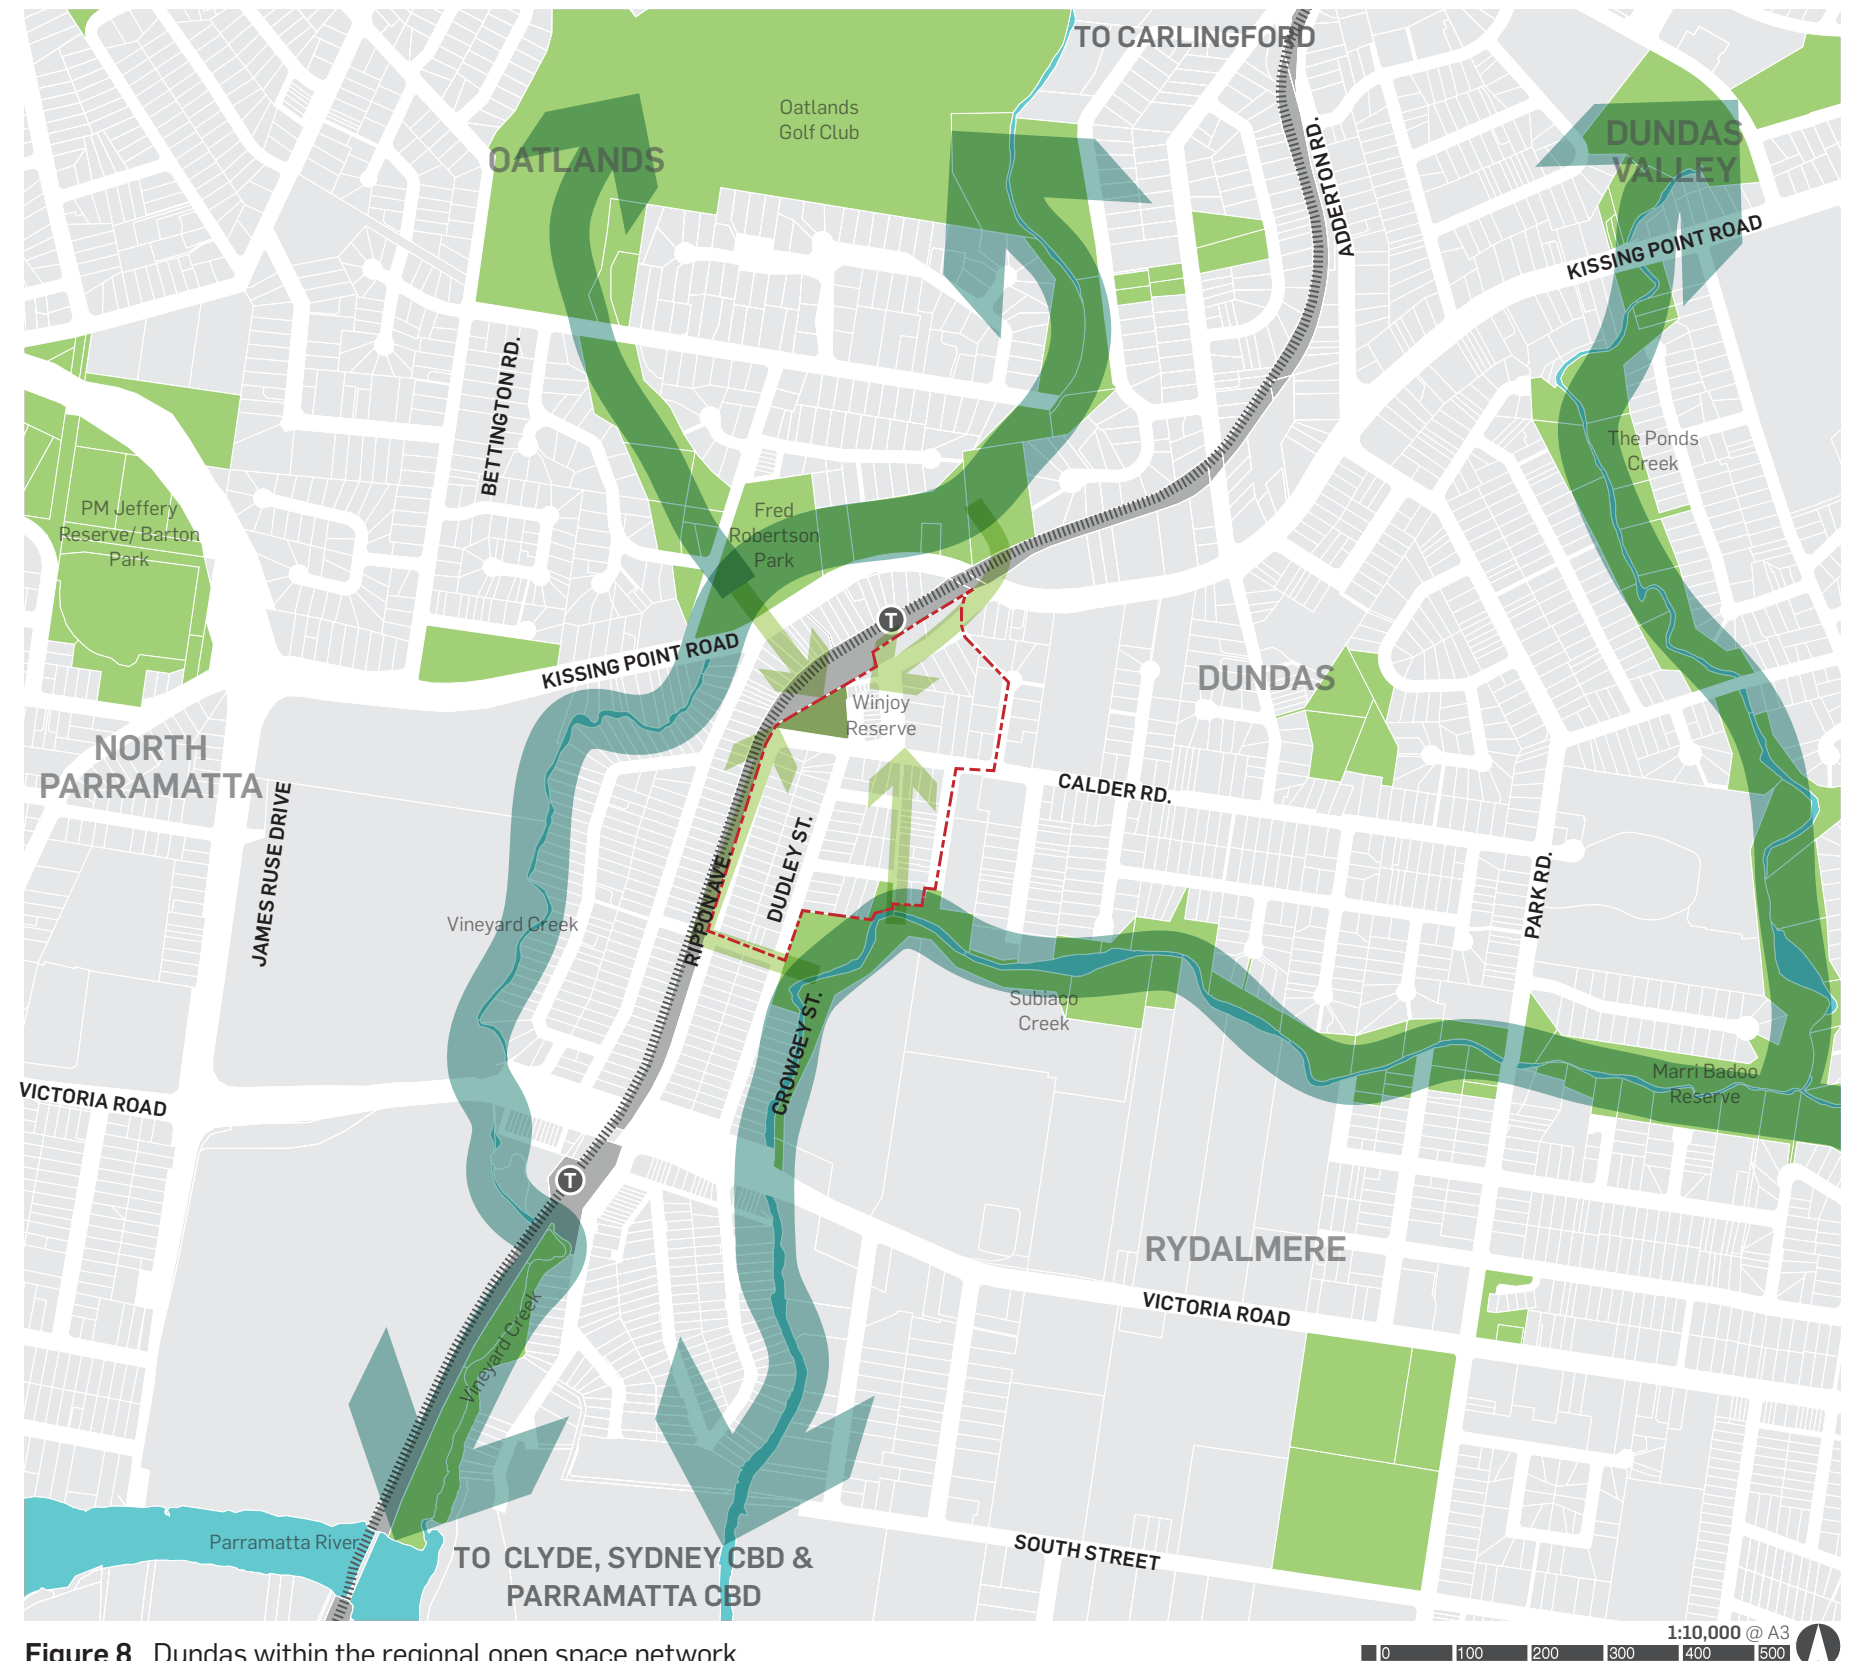 TO CARLINGFORD
Oatlands
Golf Club
OATLANDS
DUNDAS
VALLEY
ADDERTON RD.
KISSING POINT ROAD
BETTINGTON RD.
The Ponds
Creek
PM Jeffery
Reserve/ Barton
Park
Fred
Robertson
Park
T
KISSING POINT ROAD
DUNDAS
Winjoy
Reserve
NORTH
PARRAMATTA
CALDER RD.
JAMES RUSE DRIVE
DUDLEY ST.
RIPPON AVE.
PARK RD.
Vineyard Creek
Subiaco
Creek
CROWGEY ST.
VICTORIA ROAD
Marri Badoo
Reserve
T
RYDALMERE
VICTORIA ROAD
Vineyard Creek
Parramatta River
TO CLYDE, SYDNEY CBD &
PARRAMATTA CBD
SOUTH STREET
1:10,000 @ A3
0 100 200 300 400 500
Figure 8 Dundas within the regional open space network